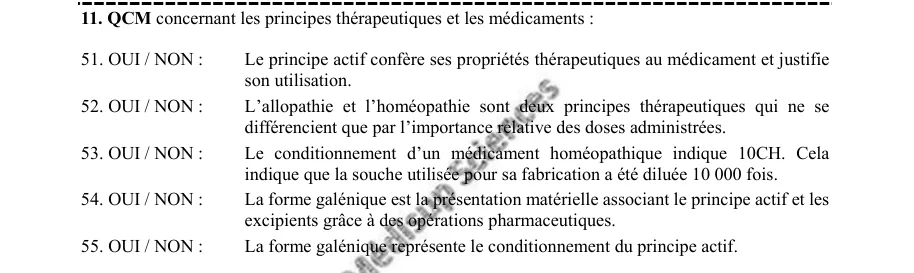 11. QCM concernant les principes thérapeutiques et les médicaments :
51. OUI / NON : Le principe actif confère ses propriétés thérapeutiques au médicament et justifie
son utilisation.
52. OUI / NON : L’allopathie et l’homéopathie sont deux principes thérapeutiques qui ne se
différencient que par l’importance relative des doses administrées.
53. OUI / NON : Le conditionnement d’un médicament homéopathique indique 10CH. Cela
indique que la souche utilisée pour sa fabrication a été diluée 10 000 fois.
54. OUI / NON : La forme galénique est la présentation matérielle associant le principe actif et les
excipients grâce à des opérations pharmaceutiques.
55. OUI / NON : La forme galénique représente le conditionnement du principe actif.
Médisup Sciences